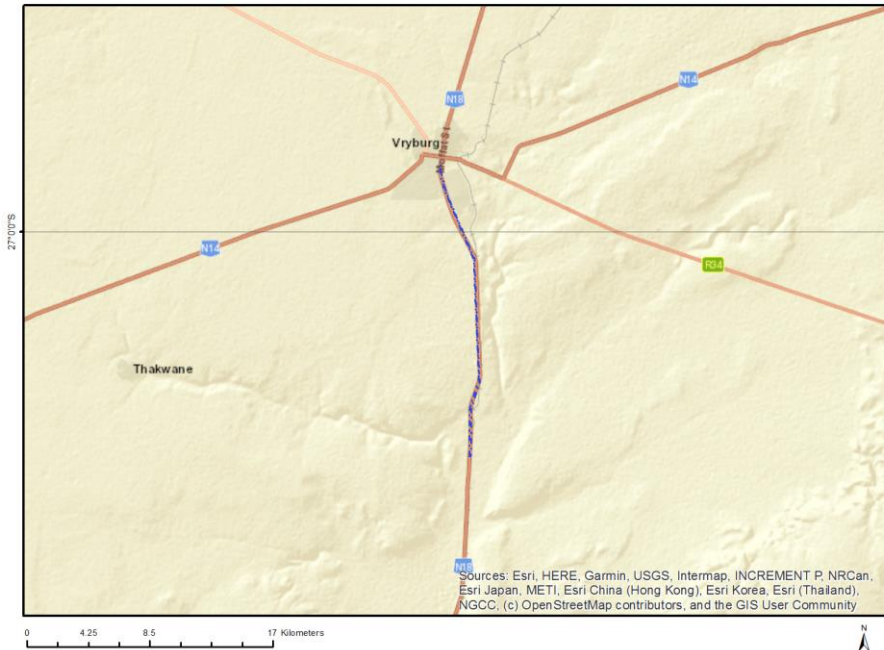 N14
N18
Vryburg
Moffat St
27°0'0"S
N14
R34
Thakwane
N18
Sources: Esri, HERE, Garmin, USGS, Intermap, INCREMENT P, NRCan,
Esri Japan, METI, Esri China (Hong Kong), Esri Korea, Esri (Thailand),
NGCC, (c) OpenStreetMap contributors, and the GIS User Community
0 4.25 8.5 17 Kilometers
N